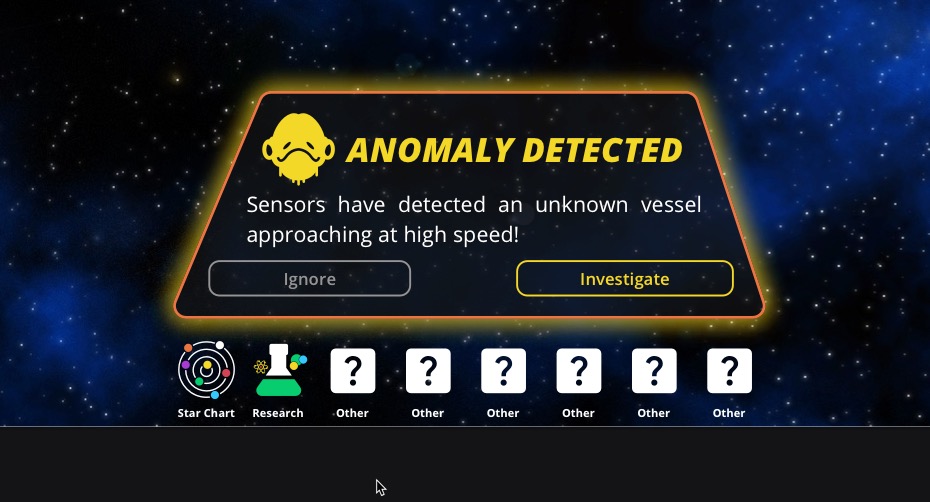 ANOMALY DETECTED
Sensors have detected an unknown vessel
approaching at high speed!
Ignore Investigate
? ? ? ? ? ?
Star Chart Research Other Other Other Other Other Other